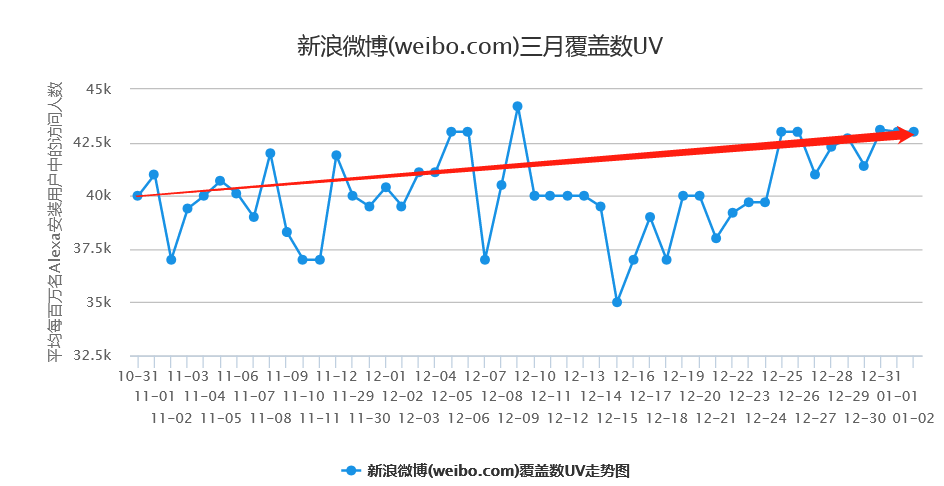 新浪微博(weibo.com)三月覆盖数UV
平均每百万名Alexa安装用户中的访问人数
45k
42.5k
40k
37.5k
35k
32.5k
10-31 11-03 11-06 11-09 11-12 12-01 12-04 12-07 12-10 12-13 12-16 12-19 12-22 12-25 12-28 12-31
11-01 11-04 11-07 11-10 11-29 12-02 12-05 12-08 12-11 12-14 12-17 12-20 12-23 12-26 12-29 01-01
11-02 11-05 11-08 11-11 11-30 12-03 12-06 12-09 12-12 12-15 12-18 12-21 12-24 12-27 12-30 01-02
新浪微博(weibo.com)覆盖数UV走势图